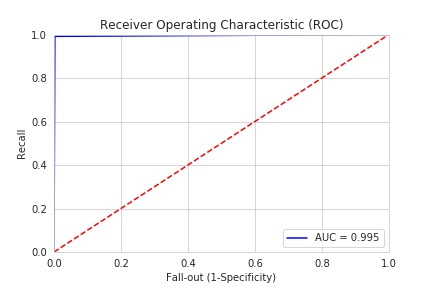 Receiver Operating Characteristic (ROC)
1.0
0.8
0.6
0.4
0.2
0.0
Recall
AUC = 0.995
0.0 0.2 0.4 0.6 0.8 1.0
Fall-out (1-Specificity)